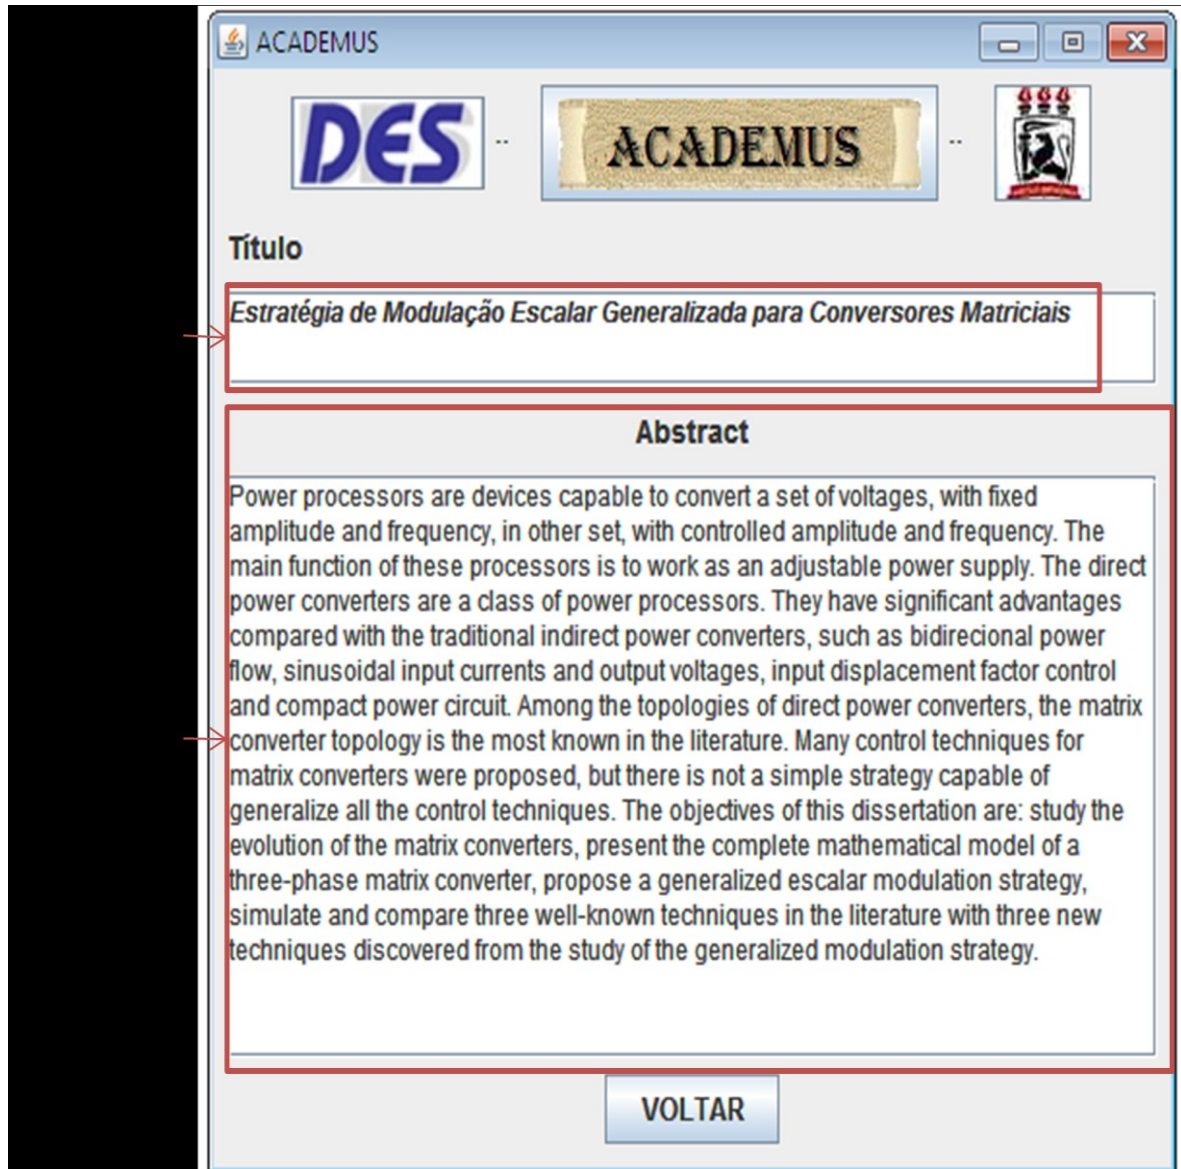 ACADEMUS
DES
--
ACADEMUS
--
Título
Estratégia de Modulação Escalar Generalizada para Conversores Matriciais
Abstract
Power processors are devices capable to convert a set of voltages, with fixed
amplitude and frequency, in other set, with controlled amplitude and frequency. The
main function of these processors is to work as an adjustable power supply. The direct
power converters are a class of power processors. They have significant advantages
compared with the traditional indirect power converters, such as bidirecional power
flow, sinusoidal input currents and output voltages, input displacement factor control
and compact power circuit. Among the topologies of direct power converters, the matrix
converter topology is the most known in the literature. Many control techniques for
matrix converters were proposed, but there is not a simple strategy capable of
generalize all the control techniques. The objectives of this dissertation are: study the
evolution of the matrix converters, present the complete mathematical model of a
three-phase matrix converter, propose a generalized escalar modulation strategy,
simulate and compare three well-known techniques in the literature with three new
techniques discovered from the study of the generalized modulation strategy.
VOLTAR